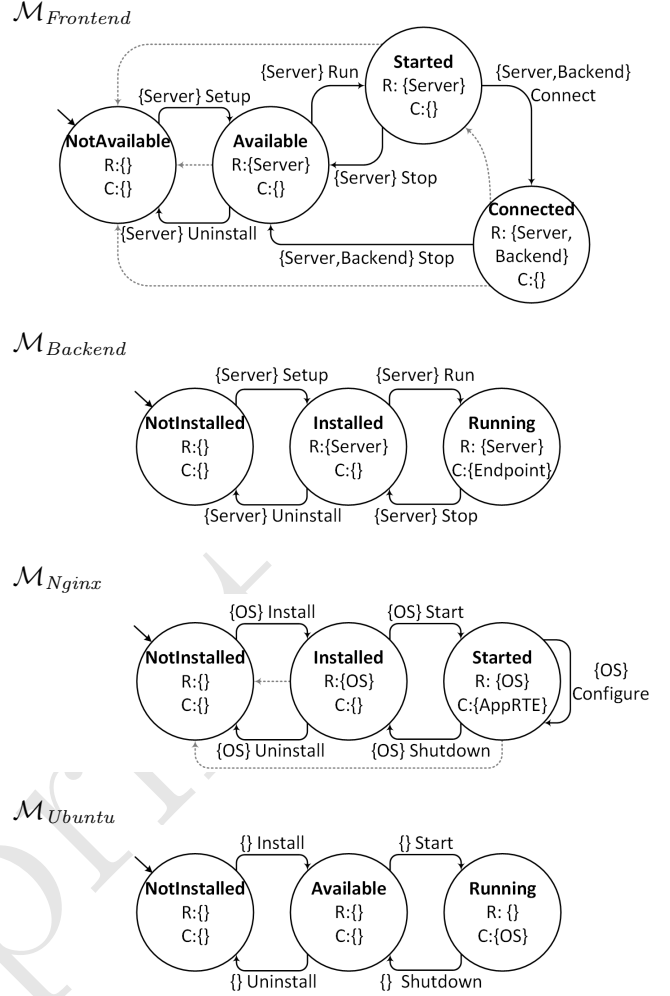 M_Frontend
Started
R: {Server}
C:{}
{Server} Run
{Server,Backend}
Connect
{Server} Setup
NotAvailable
R:{}
C:{}
Available
R:{Server}
C:{}
{Server} Stop
{Server} Uninstall
Connected
R: {Server,
Backend}
C:{}
{Server,Backend} Stop
M_Backend
{Server} Setup
{Server} Run
NotInstalled
R:{}
C:{}
Installed
R:{Server}
C:{}
Running
R: {Server}
C:{Endpoint}
{Server} Uninstall
{Server} Stop
M_Nginx
{OS} Install
{OS} Start
NotInstalled
R:{}
C:{}
Installed
R:{OS}
C:{}
Started
R: {OS}
C:{AppRTE}
{OS}
Configure
{OS} Uninstall
{OS} Shutdown
M_Ubuntu
{} Install
{} Start
NotInstalled
R:{}
C:{}
Available
R:{}
C:{}
Running
R: {}
C:{OS}
{} Uninstall
{} Shutdown